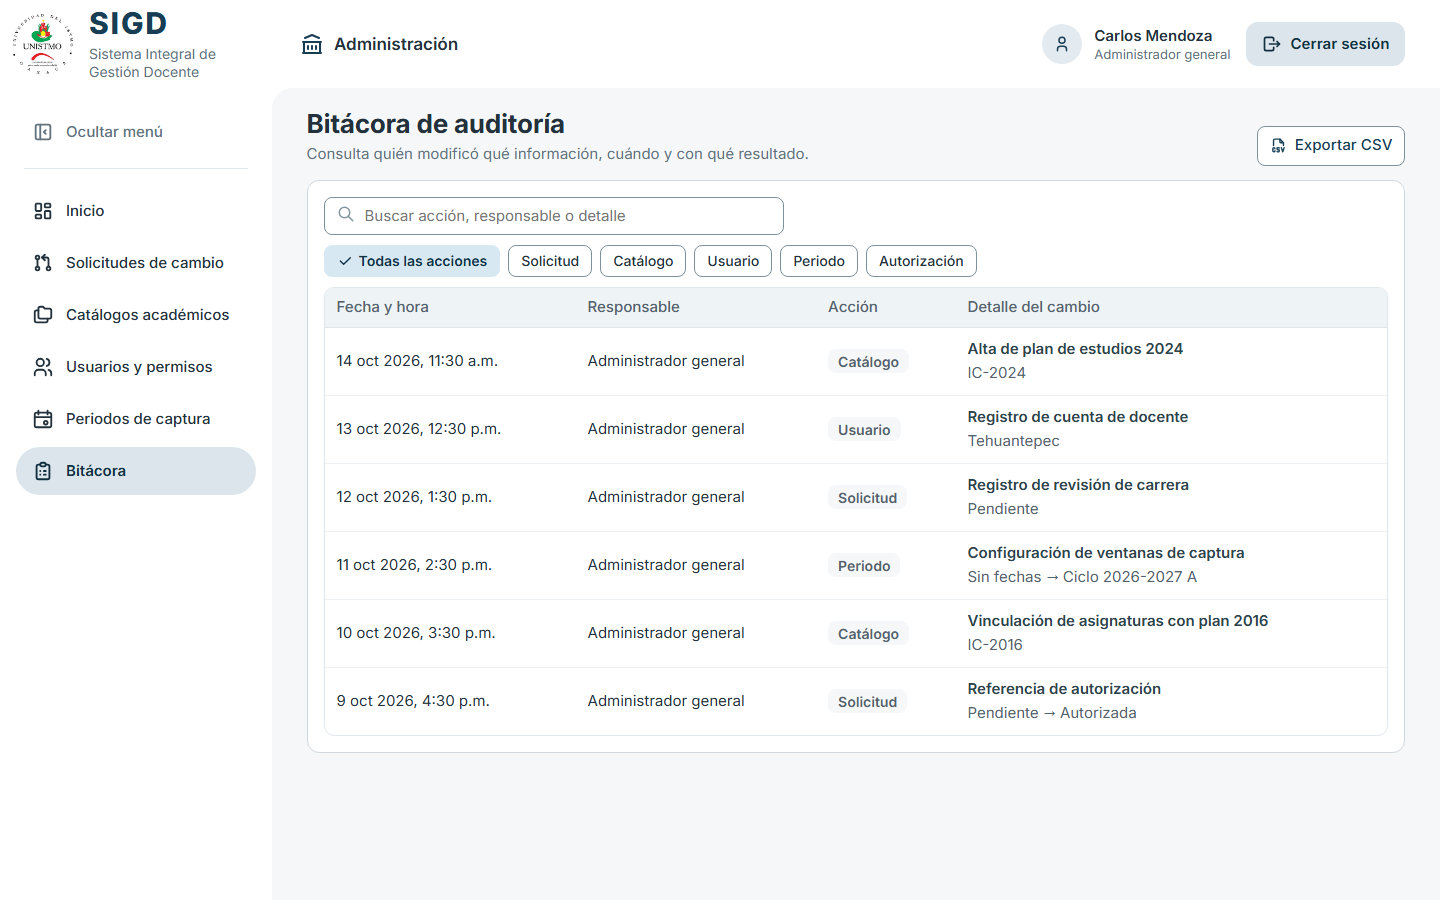 UNISTMO
SIGD
Sistema Integral de
Gestión Docente
Administración
Carlos Mendoza
Administrador general
Cerrar sesión
Ocultar menú
Inicio
Solicitudes de cambio
Catálogos académicos
Usuarios y permisos
Periodos de captura
Bitácora
Bitácora de auditoría
Consulta quién modificó qué información, cuándo y con qué resultado.
CSV Exportar CSV
Buscar acción, responsable o detalle
Todas las acciones Solicitud Catálogo Usuario Periodo Autorización
Fecha y hora Responsable Acción Detalle del cambio
14 oct 2026, 11:30 a.m. Administrador general Catálogo Alta de plan de estudios 2024
IC-2024
13 oct 2026, 12:30 p.m. Administrador general Usuario Registro de cuenta de docente
Tehuantepec
12 oct 2026, 1:30 p.m. Administrador general Solicitud Registro de revisión de carrera
Pendiente
11 oct 2026, 2:30 p.m. Administrador general Periodo Configuración de ventanas de captura
Sin fechas → Ciclo 2026-2027 A
10 oct 2026, 3:30 p.m. Administrador general Catálogo Vinculación de asignaturas con plan 2016
IC-2016
9 oct 2026, 4:30 p.m. Administrador general Solicitud Referencia de autorización
Pendiente → Autorizada